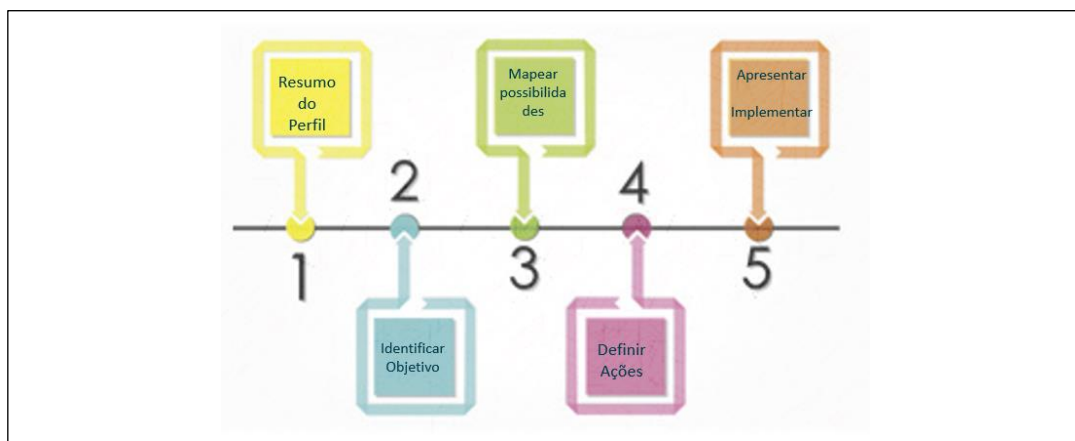 Resumo
do
Perfil
1
2
Identificar
Objetivo
Mapear
possibilida
des
3
4
Definir
Ações
Apresentar
Implementar
5